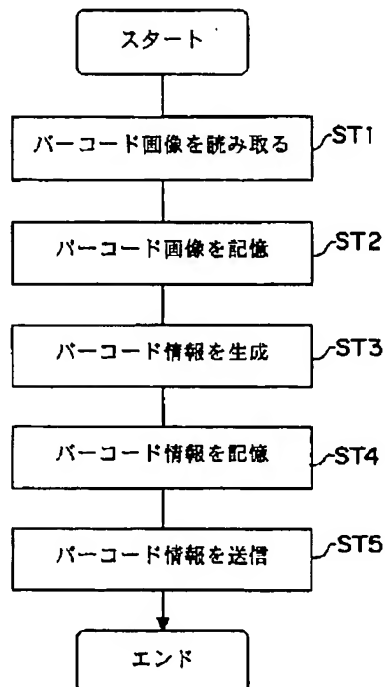 スタート
バーコード画像を読み取る ST1
バーコード画像を記憶 ST2
バーコード情報を生成 ST3
バーコード情報を記憶 ST4
バーコード情報を送信 ST5
エンド